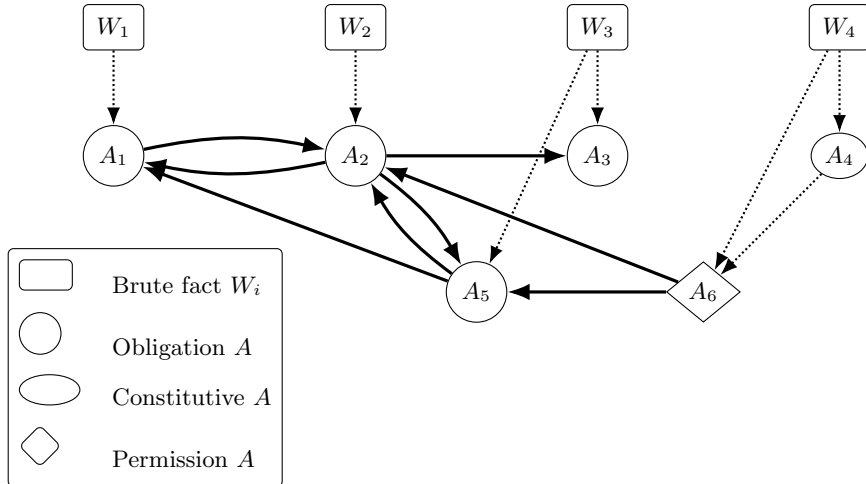 W₁ W₂ W₃ W₄
A₁ A₂ A₃ A₄
A₅ A₆
Brute fact Wᵢ
Obligation A
Constitutive A
Permission A